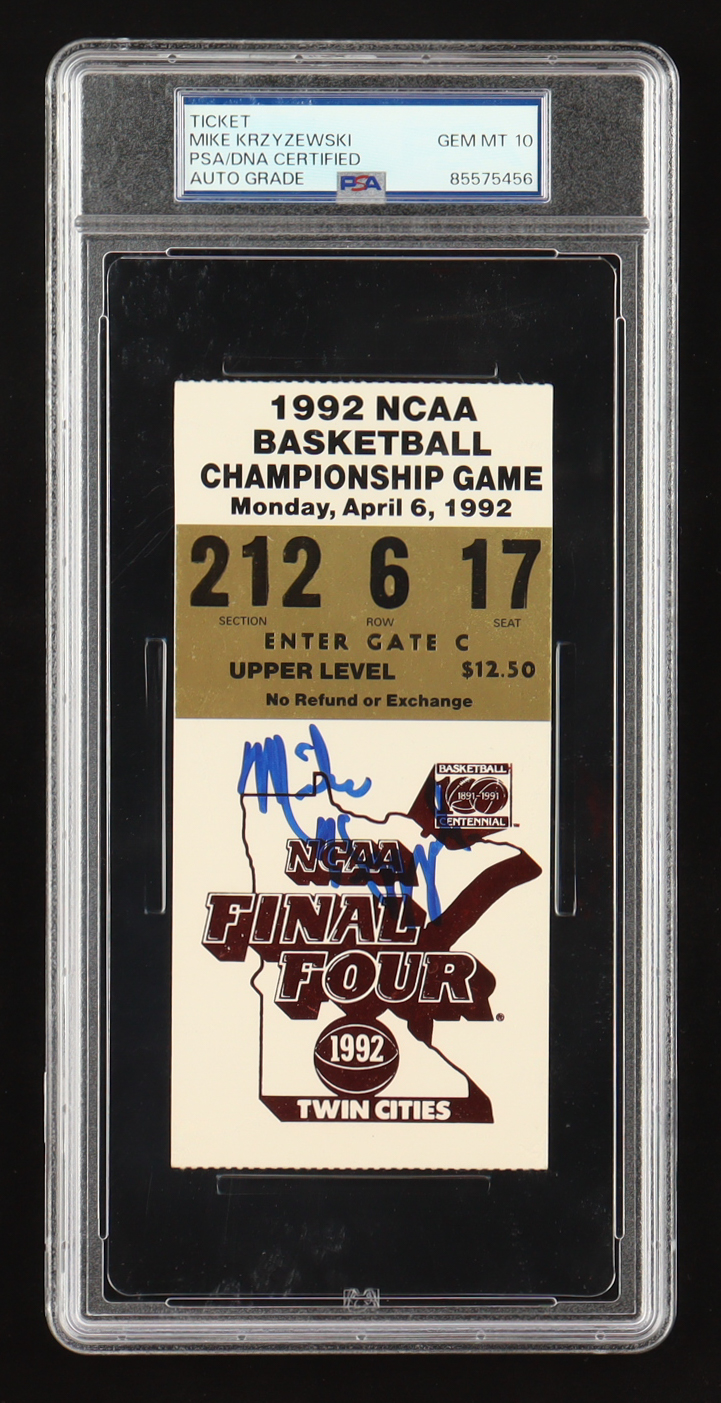 TICKET
MIKE KRZYZEWSKI GEM MT 10
PSA/DNA CERTIFIED
AUTO GRADE PSA 85575456
1992 NCAA
BASKETBALL
CHAMPIONSHIP GAME
Monday, April 6, 1992
212 6 17
SECTION ROW SEAT
ENTER GATE C
UPPER LEVEL $12.50
No Refund or Exchange
Mike
BASKETBALL
100
1891-1991
CENTENNIAL
NCAA
FINAL
FOUR
1992
TWIN CITIES